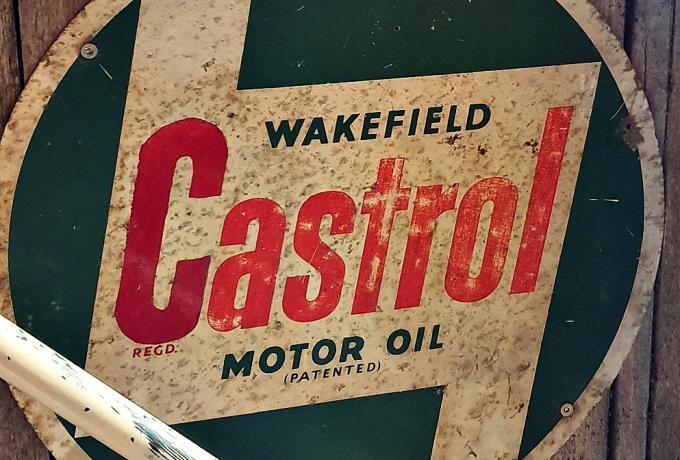 WAKEFIELD
Castrol
REGD.
MOTOR OIL
(PATENTED)